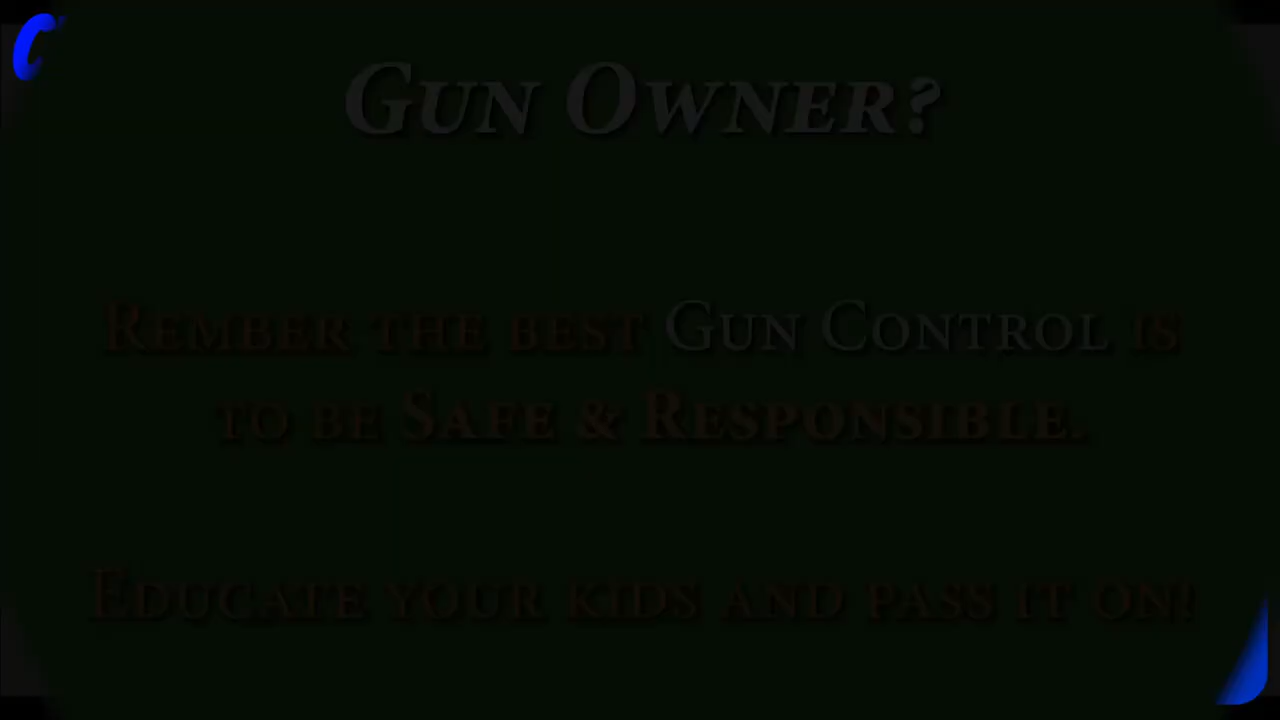 Gun Owner?
Rember the best Gun Control is
to be Safe & Responsible.
Educate your kids and pass it on!